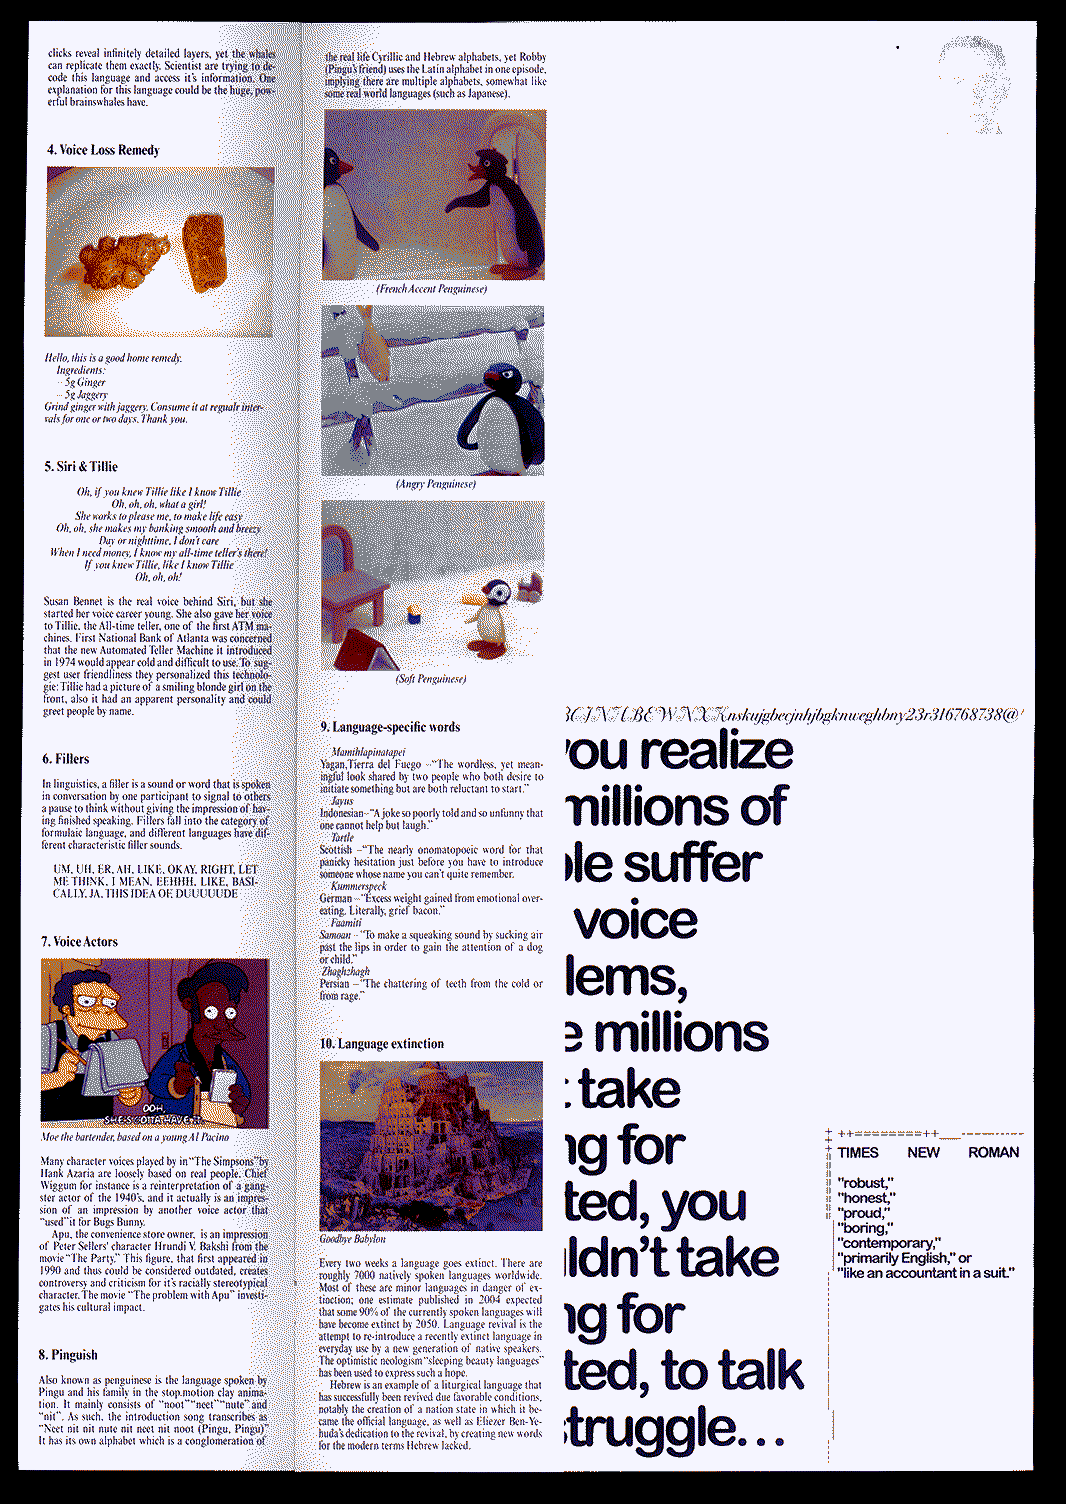 clicks reveal infinitely detailed layers, yet the whales
can replicate them exactly. Scientist are trying to de-
code this language and access it's information. One
explanation for this language could be the huge, pow-
erful brainswhales have.
4. Voice Loss Remedy
Hello, this is a good home remedy.
Ingredients:
- 5g Ginger
- 5g Jaggery
Grind ginger with jaggery. Consume it at regualr inter-
vals for one or two days. Thank you.
5. Siri & Tillie
Oh, if you knew Tillie like I know Tillie
Oh, oh, oh, what a girl!
She works to please me, to make life easy
Oh, oh, she makes my banking smooth and breezy
Day or nighttime, I don't care
When I need money, I know my all-time teller's there!
If you knew Tillie, like I know Tillie
Oh, oh, oh!
Susan Bennet is the real voice behind Siri, but she
started her voice career young. She also gave her voice
to Tillie, the All-time teller, one of the first ATM ma-
chines. First National Bank of Atlanta was concerned
that the new Automated Teller Machine it introduced
in 1974 would appear cold and difficult to use. To sug-
gest user friendliness they personalized this technolo-
gie: Tillie had a picture of a smiling blonde girl on the
front, also it had an apparent personality and could
greet people by name.
6. Fillers
In linguistics, a filler is a sound or word that is spoken
in conversation by one participant to signal to others
a pause to think without giving the impression of hav-
ing finished speaking. Fillers fall into the category of
formulaic language, and different languages have dif-
ferent characteristic filler sounds.
UM, UH, ER, AH, LIKE, OKAY, RIGHT, LET
ME THINK, I MEAN, EEHHH, LIKE, BASI-
CALLY, JA, THIS IDEA OF, DUUUUUDE
7. Voice Actors
OOH,
SHE'S GOTTA HAVE IT.
Moe the bartender, based on a young Al Pacino
Many character voices played by in "The Simpsons" by
Hank Azaria are loosely based on real people. Chief
Wiggum for instance is a reinterpretation of a gang-
ster actor of the 1940's, and it actually is an impres-
sion of an impression by another voice actor that
"used" it for Bugs Bunny.
Apu, the convenience store owner, is an impression
of Peter Sellers' character Hrundi V. Bakshi from the
movie "The Party." This figure, that first appeared in
1990 and thus could be considered outdated, creates
controversy and criticism for it's racially stereotypical
character. The movie "The problem with Apu" investi-
gates his cultural impact.
8. Pinguish
Also known as penguinese is the language spoken by
Pingu and his family in the stop.motion clay anima-
tion. It mainly consists of "noot" "neet" "nute" and
"nit". As such, the introduction song transcribes as
"Neet nit nit nute nit neet nit noot (Pingu, Pingu)"
It has its own alphabet which is a conglomeration of
the real life Cyrillic and Hebrew alphabets, yet Robby
(Pingu's friend) uses the Latin alphabet in one episode,
implying there are multiple alphabets, somewhat like
some real world languages (such as Japanese).
(French Accent Penguinese)
(Angry Penguinese)
(Soft Penguinese)
9. Language-specific words
Mamihlapinatapei
Yagan,Tierra del Fuego –"The wordless, yet mean-
ingful look shared by two people who both desire to
initiate something but are both reluctant to start."
Jayus
Indonesian–"A joke so poorly told and so unfunny that
one cannot help but laugh."
Tartle
Scottish –"The nearly onomatopoeic word for that
panicky hesitation just before you have to introduce
someone whose name you can't quite remember.
Kummerspeck
German –"Excess weight gained from emotional over-
eating. Literally, grief bacon."
Faamiti
Samoan –"To make a squeaking sound by sucking air
past the lips in order to gain the attention of a dog
or child."
Zhaghzhagh
Persian –"The chattering of teeth from the cold or
from rage."
10. Language extinction
Goodbye Babylon
Every two weeks a language goes extinct. There are
roughly 7000 natively spoken languages worldwide.
Most of these are minor languages in danger of ex-
tinction; one estimate published in 2004 expected
that some 90% of the currently spoken languages will
have become extinct by 2050. Language revival is the
attempt to re-introduce a recently extinct language in
everyday use by a new generation of native speakers.
The optimistic neologism "sleeping beauty languages"
has been used to express such a hope.
Hebrew is an example of a liturgical language that
has successfully been revived due favorable conditions,
notably the creation of a nation state in which it be-
came the official language, as well as Eliezer Ben-Ye-
huda's dedication to the revival, by creating new words
for the modern terms Hebrew lacked.
ou realize
millions of
le suffer
voice
lems,
e millions
take
ng for
ted, you
ldn't take
ng for
ted, to talk
struggle...
TIMES NEW ROMAN
"robust,"
"honest,"
"proud,"
"boring,"
"contemporary,"
"primarily English," or
"like an accountant in a suit."